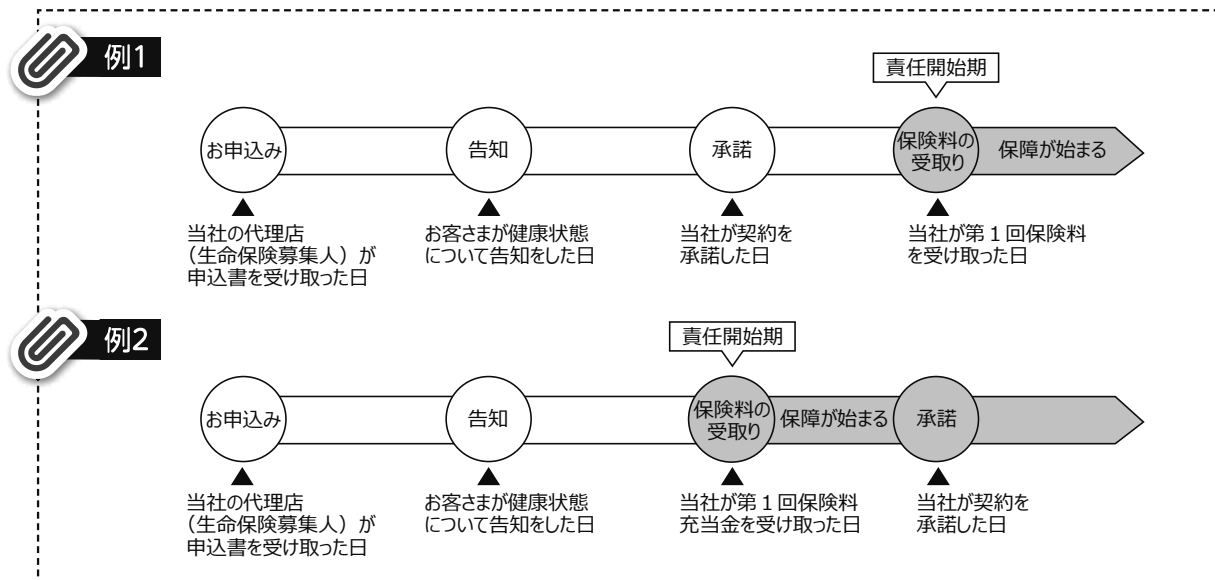 例1
責任開始期
お申込み
告知
承諾
保険料の
受取り
保障が始まる
当社の代理店
（生命保険募集人）が
申込書を受け取った日
お客さまが健康状態
について告知をした日
当社が契約を
承諾した日
当社が第１回保険料
を受け取った日
例2
責任開始期
お申込み
告知
保険料の
受取り
保障が始まる
承諾
当社の代理店
（生命保険募集人）が
申込書を受け取った日
お客さまが健康状態
について告知をした日
当社が第１回保険料
充当金を受け取った日
当社が契約を
承諾した日